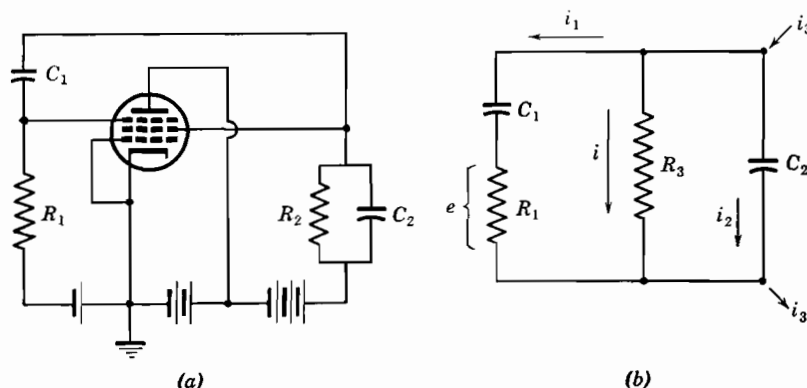 C₁
R₁
R₂
C₂
(a)
i₁
i₃
C₁
e
R₁
i
R₃
i₂
C₂
i₃
(b)